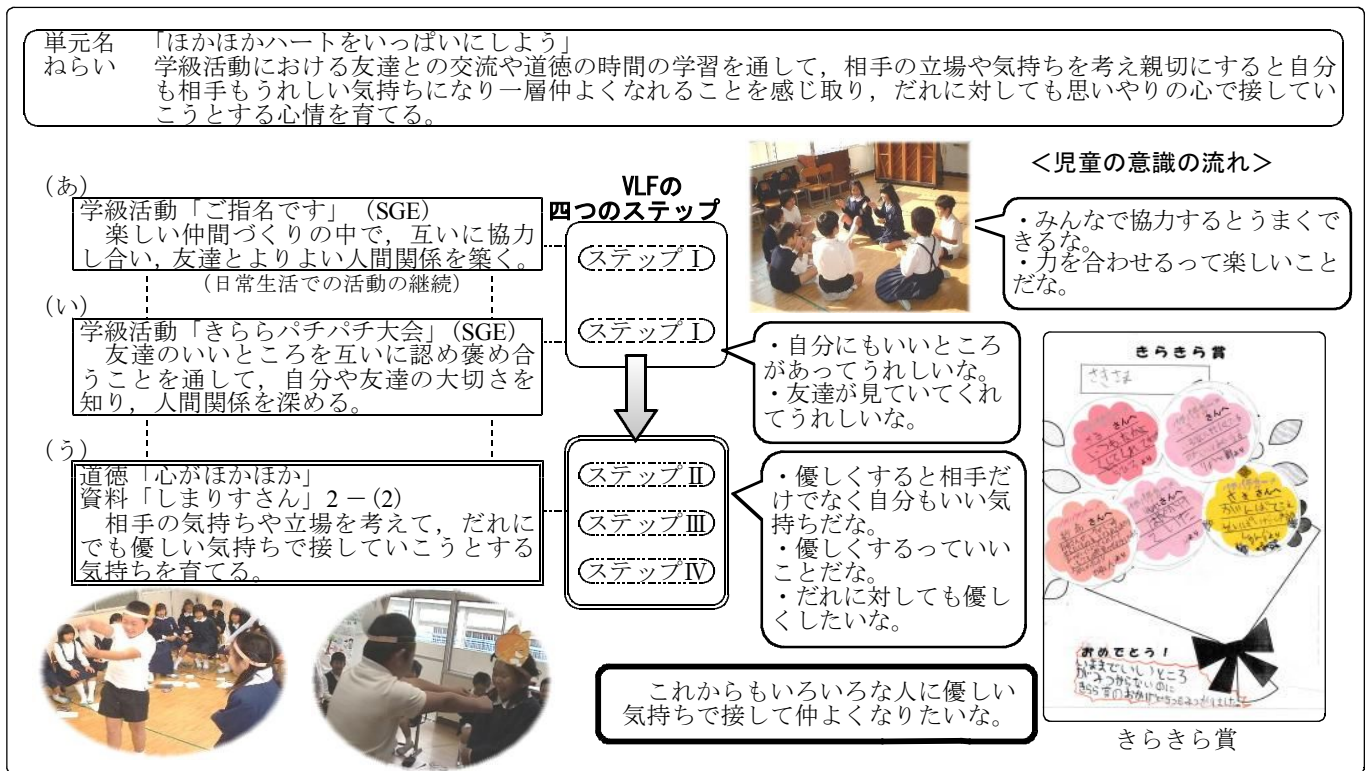 単元名　「ほかほかハートをいっぱいにしよう」
ねらい　学級活動における友達との交流や道徳の時間の学習を通して，相手の立場や気持ちを考え親切にすると自分
も相手もうれしい気持ちになり一層仲よくなれることを感じ取り，だれに対しても思いやりの心で接してい
こうとする心情を育てる。
(あ)
学級活動「ご指名です」（SGE）
楽しい仲間づくりの中で，互いに協力
し合い，友達とよりよい人間関係を築く。
（日常生活での活動の継続）
(い)
学級活動「きららパチパチ大会」（SGE）
友達のいいところを互いに認め褒め合
うことを通して，自分や友達の大切さを
知り，人間関係を深める。
(う)
道徳「心がほかほか」
資料「しまりすさん」２－(2)
相手の気持ちや立場を考えて，だれに
でも優しい気持ちで接していこうとする
気持ちを育てる。
VLFの
四つのステップ
ステップⅠ
ステップⅠ
ステップⅡ
ステップⅢ
ステップⅣ
＜児童の意識の流れ＞
・みんなで協力するとうまくで
きるな。
・力を合わせるって楽しいこと
だな。
・自分にもいいところ
があってうれしいな。
・友達が見ていてくれ
てうれしいな。
・優しくすると相手だ
けでなく自分もいい気
持ちだな。
・優しくするっていい
ことだな。
・だれに対しても優し
くしたいな。
これからもいろいろな人に優しい
気持ちで接して仲よくなりたいな。
きらきら賞
さんへ
さんへ
さんへ
さんへ
さんへ
おめでとう！
きらきら賞